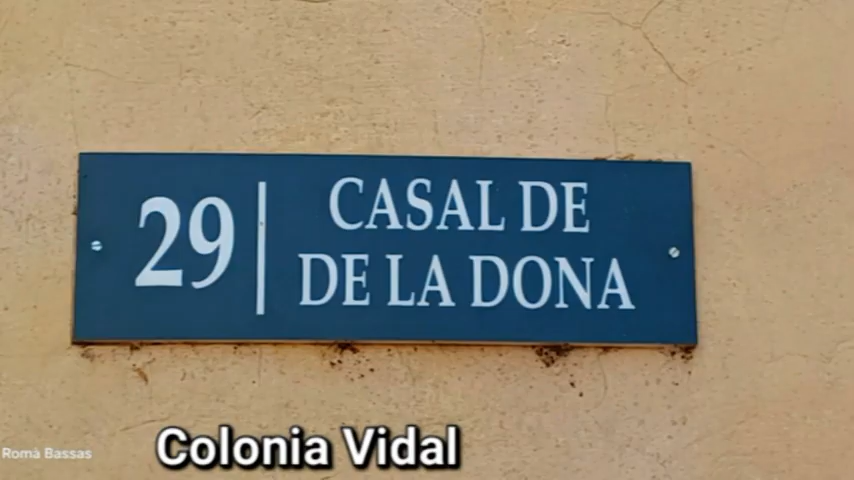 29
CASAL DE
DE LA DONA
Colonia Vidal
Romà Bassas